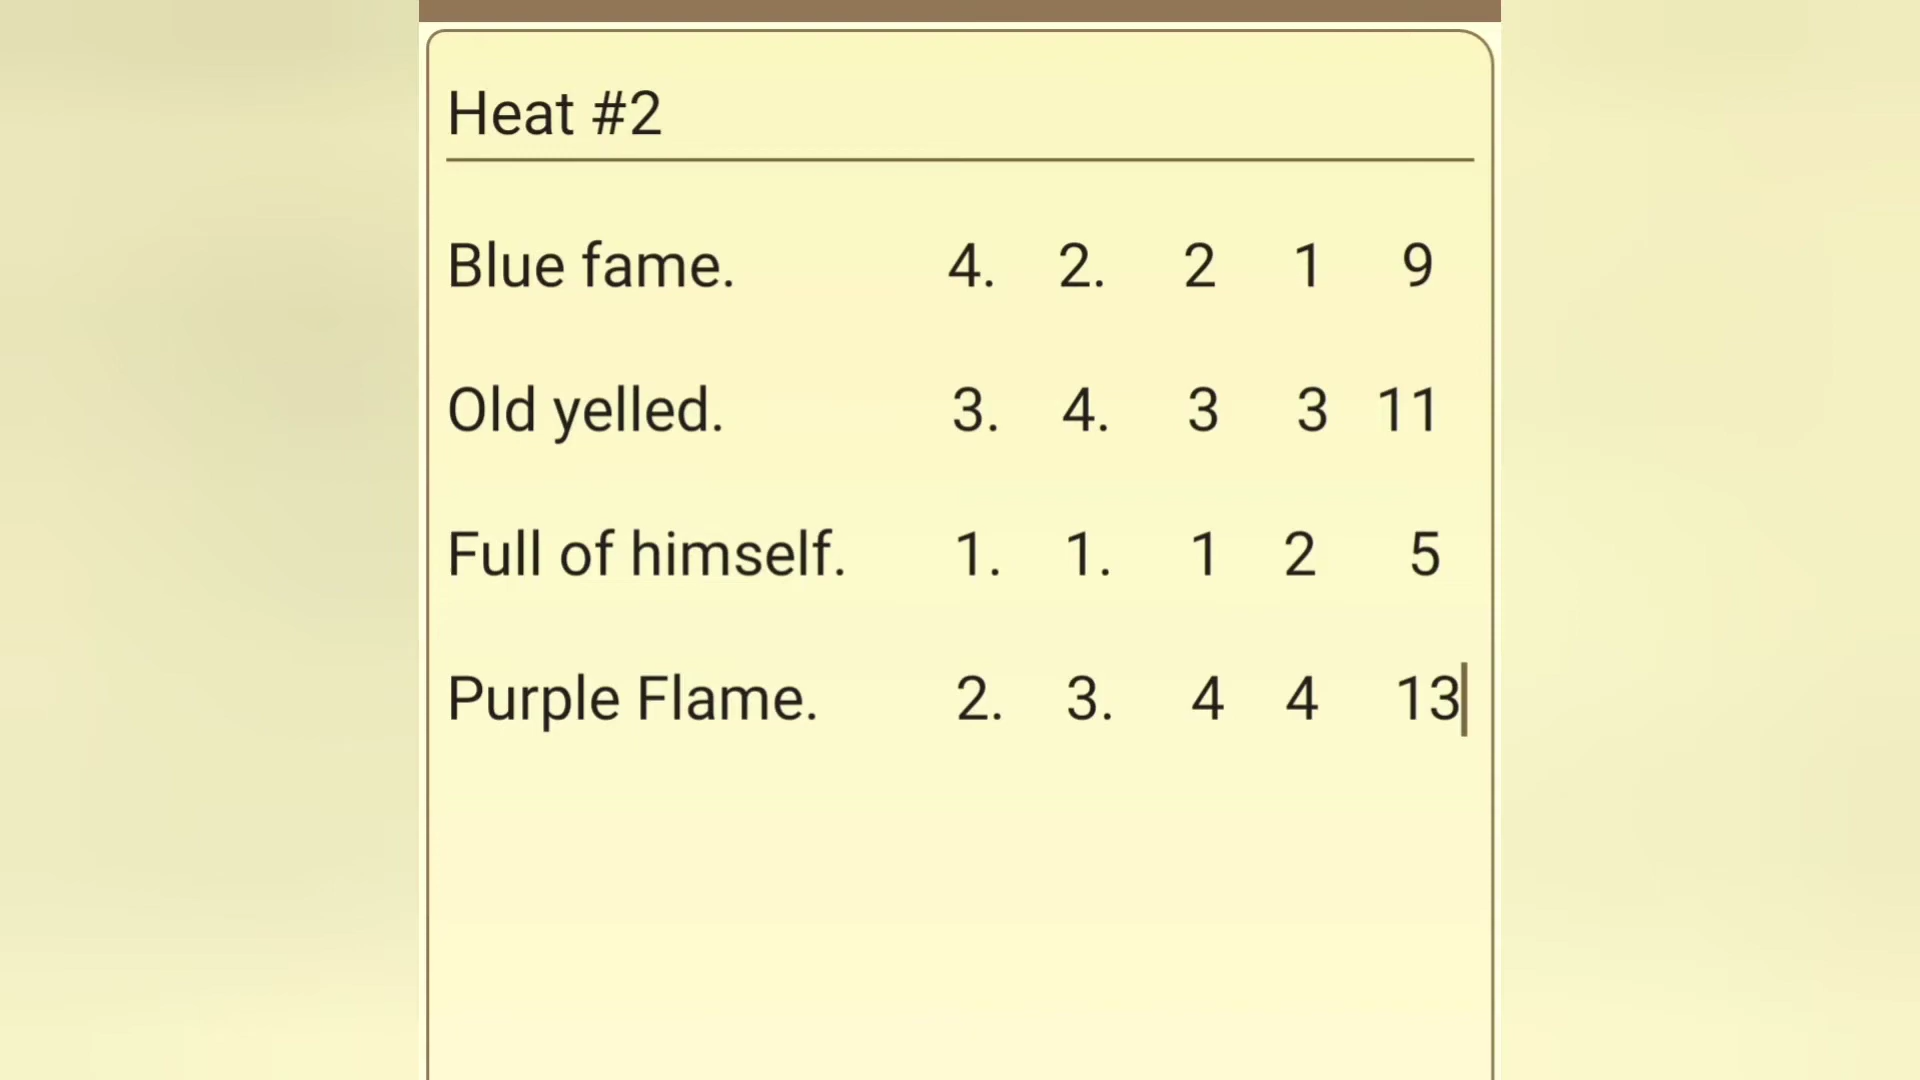 Heat #2
Blue fame. 4. 2. 2 1 9
Old yelled. 3. 4. 3 3 11
Full of himself. 1. 1. 1 2 5
Purple Flame. 2. 3. 4 4 13